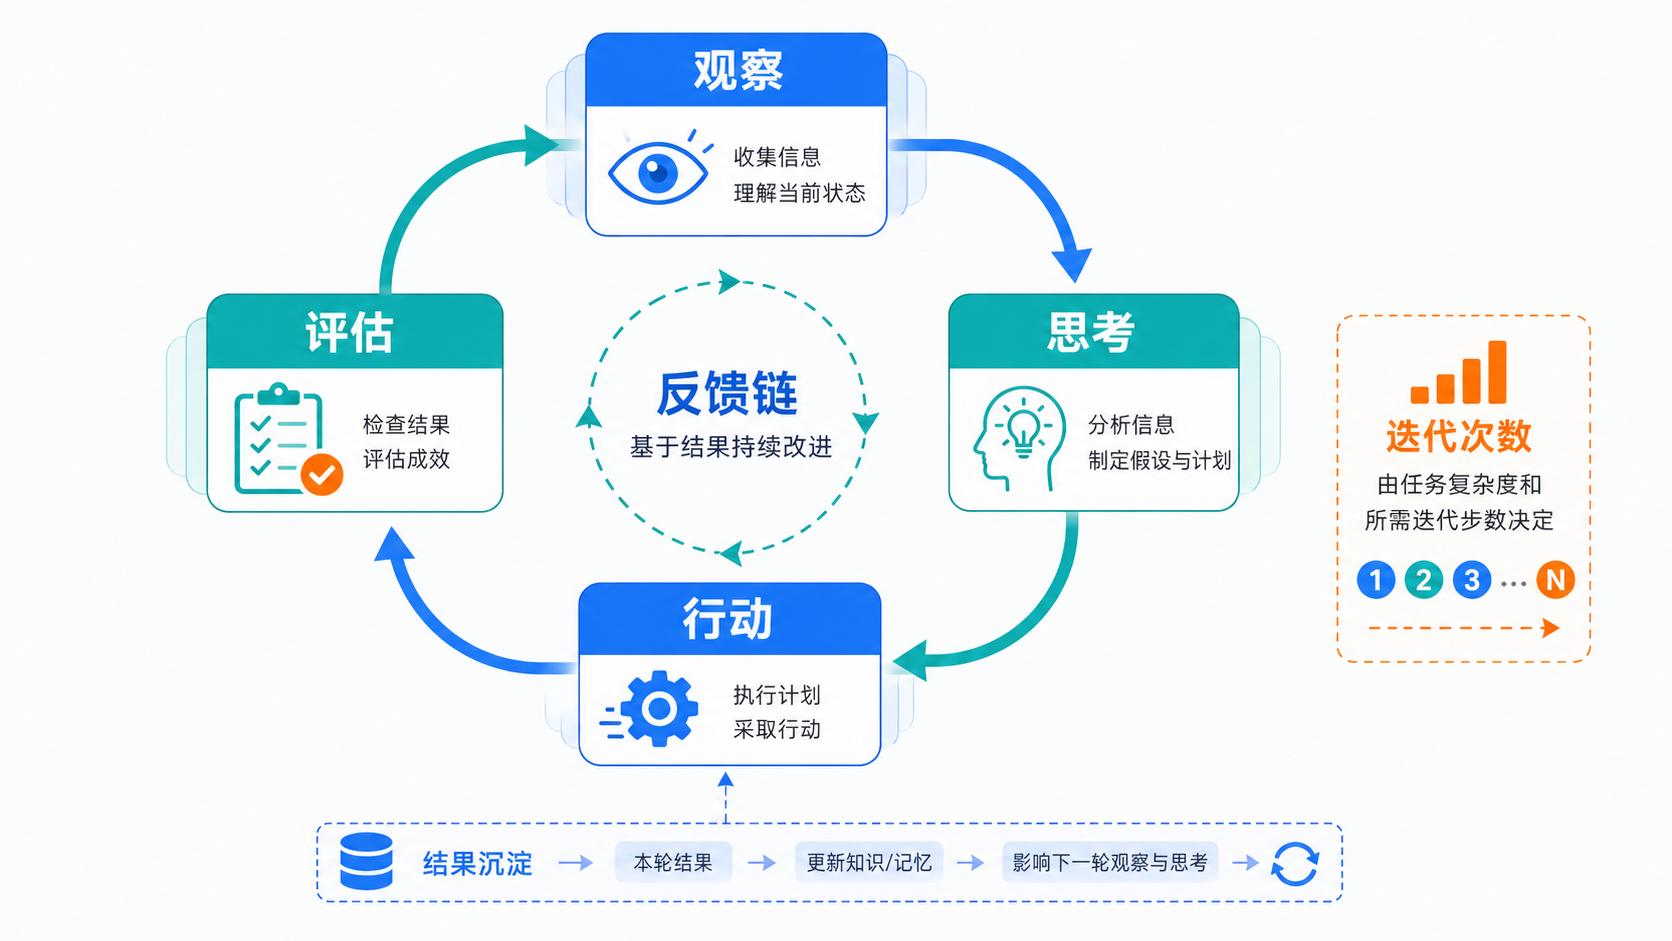 观察
收集信息
理解当前状态
评估
检查结果
评估成效
反馈链
基于结果持续改进
思考
分析信息
制定假设与计划
迭代次数
由任务复杂度和
所需迭代步数决定
1 2 3 ... N
行动
执行计划
采取行动
结果沉淀 本轮结果 更新知识/记忆 影响下一轮观察与思考